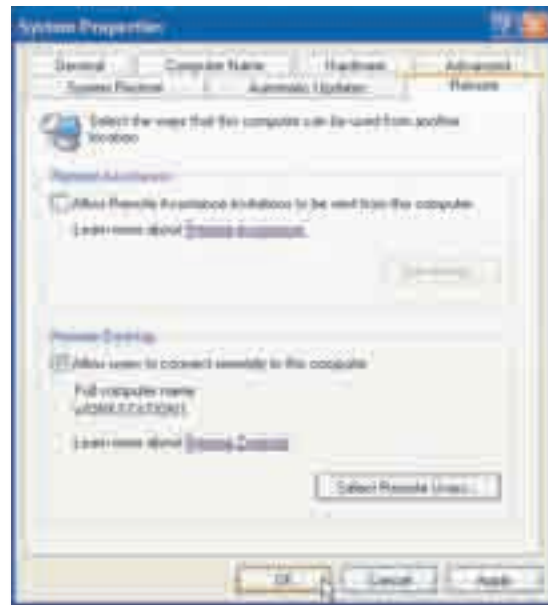 System Properties
General Computer Name Hardware Advanced
System Restore Automatic Updates Remote
Select the ways that this computer can be used from another
location
Remote Assistance
Allow Remote Assistance invitations to be sent from this computer
Learn more about Remote Assistance
Remote Desktop
Allow users to connect remotely to this computer
Full computer name
Learn more about Remote Desktop
Select Remote Users...
OK Cancel Apply